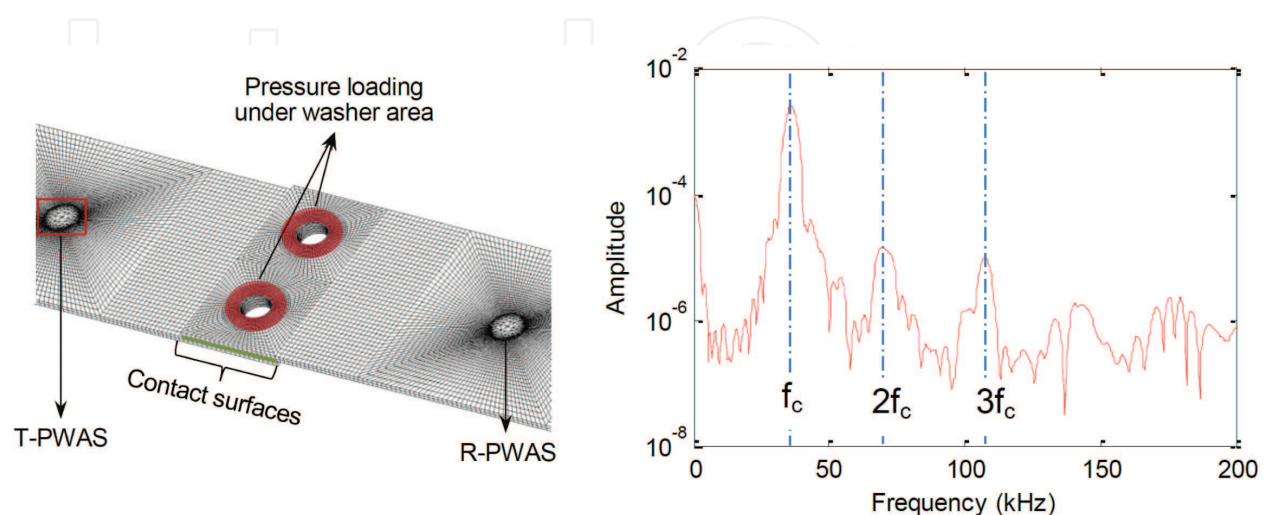 Pressure loading
under washer area
Contact surfaces
T-PWAS
R-PWAS
10⁻²
10⁻⁴
10⁻⁶
10⁻⁸
Amplitude
f_c 2f_c 3f_c
0 50 100 150 200
Frequency (kHz)